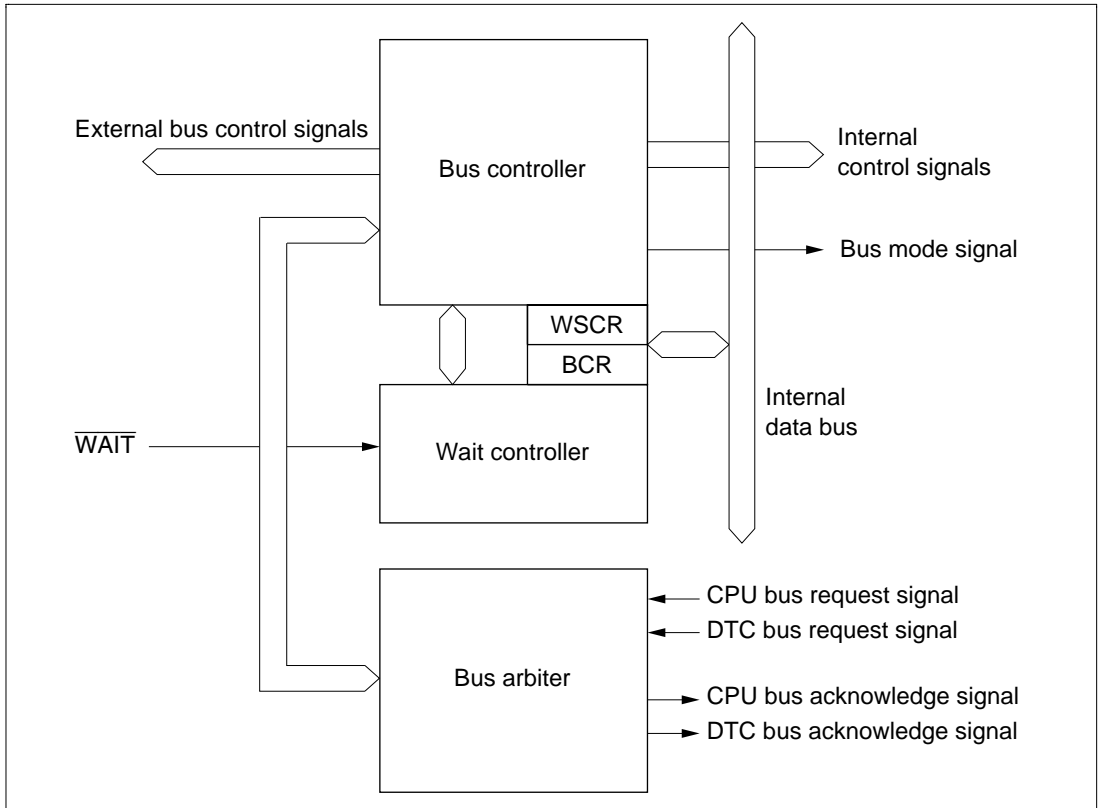 External bus control signals
Bus controller
Internal
control signals
Bus mode signal
WSCR
BCR
Internal
data bus
WAIT
Wait controller
CPU bus request signal
DTC bus request signal
Bus arbiter
CPU bus acknowledge signal
DTC bus acknowledge signal